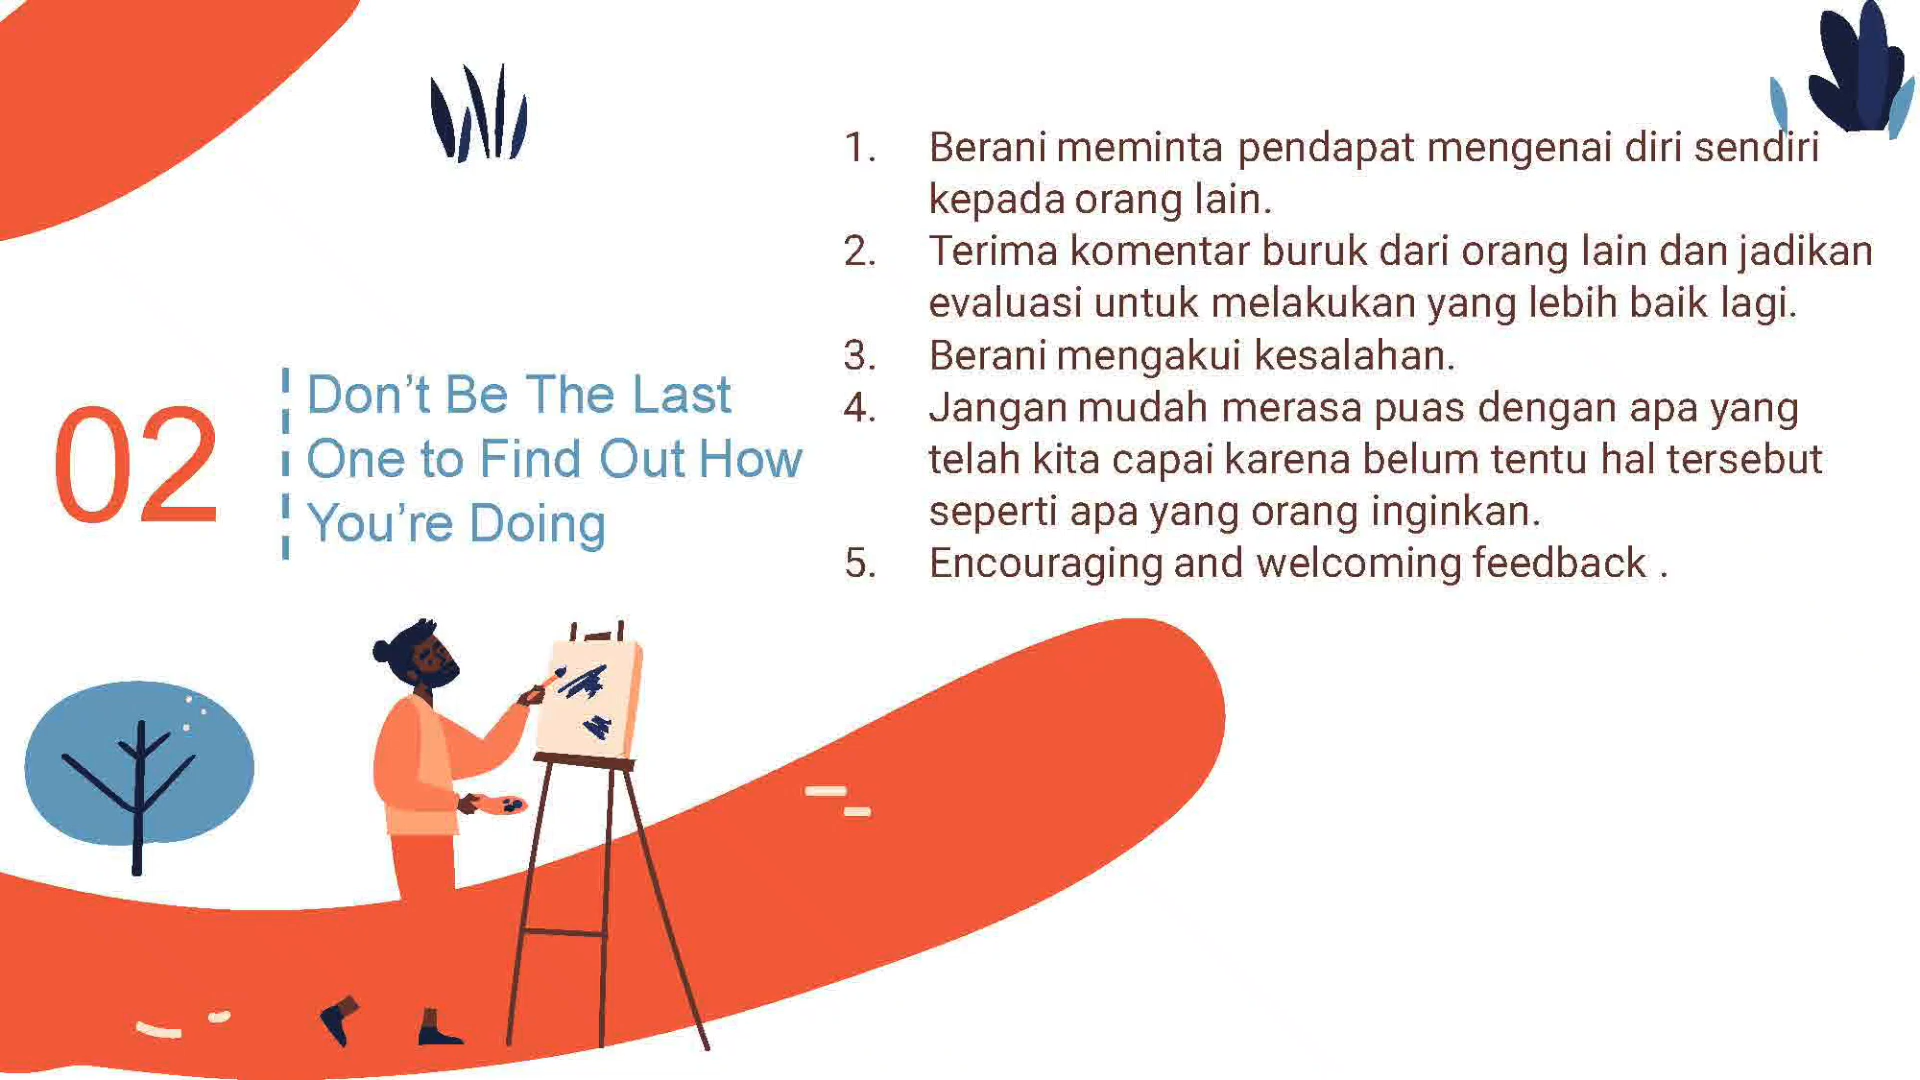 02
Don’t Be The Last
One to Find Out How
You’re Doing
1. Berani meminta pendapat mengenai diri sendiri
kepada orang lain.
2. Terima komentar buruk dari orang lain dan jadikan
evaluasi untuk melakukan yang lebih baik lagi.
3. Berani mengakui kesalahan.
4. Jangan mudah merasa puas dengan apa yang
telah kita capai karena belum tentu hal tersebut
seperti apa yang orang inginkan.
5. Encouraging and welcoming feedback .